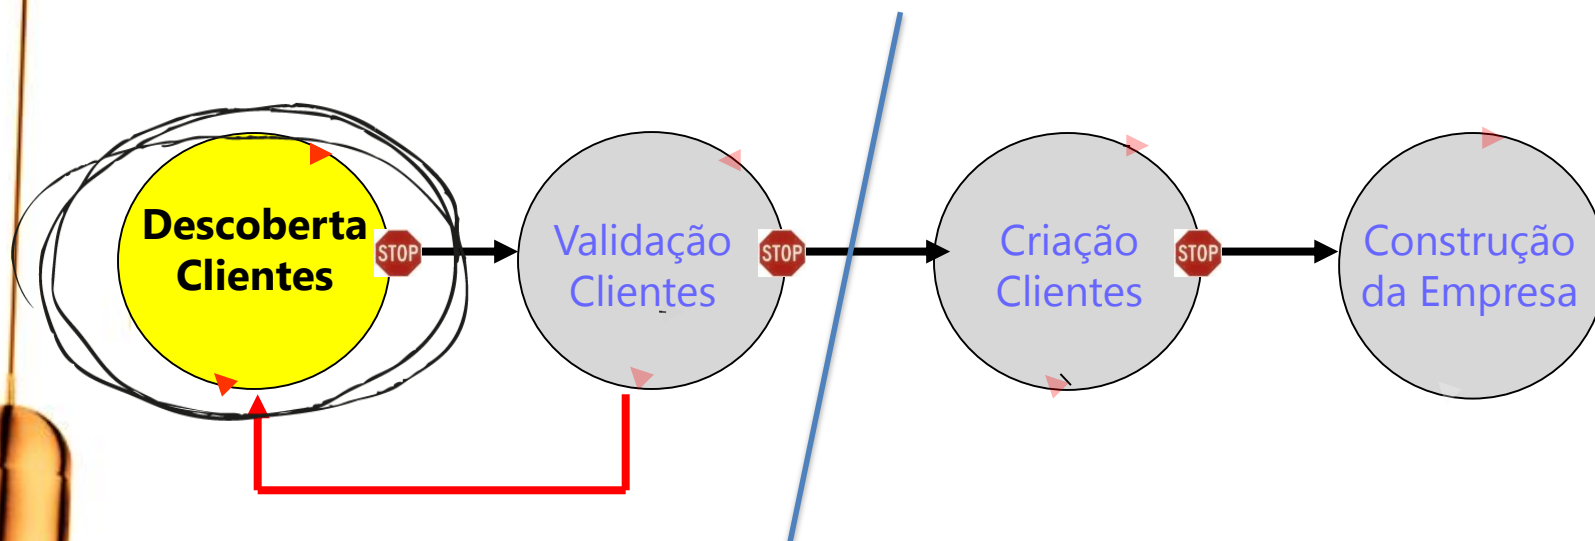 Descoberta
Clientes
STOP
Validação
Clientes
STOP
Criação
Clientes
STOP
Construção
da Empresa